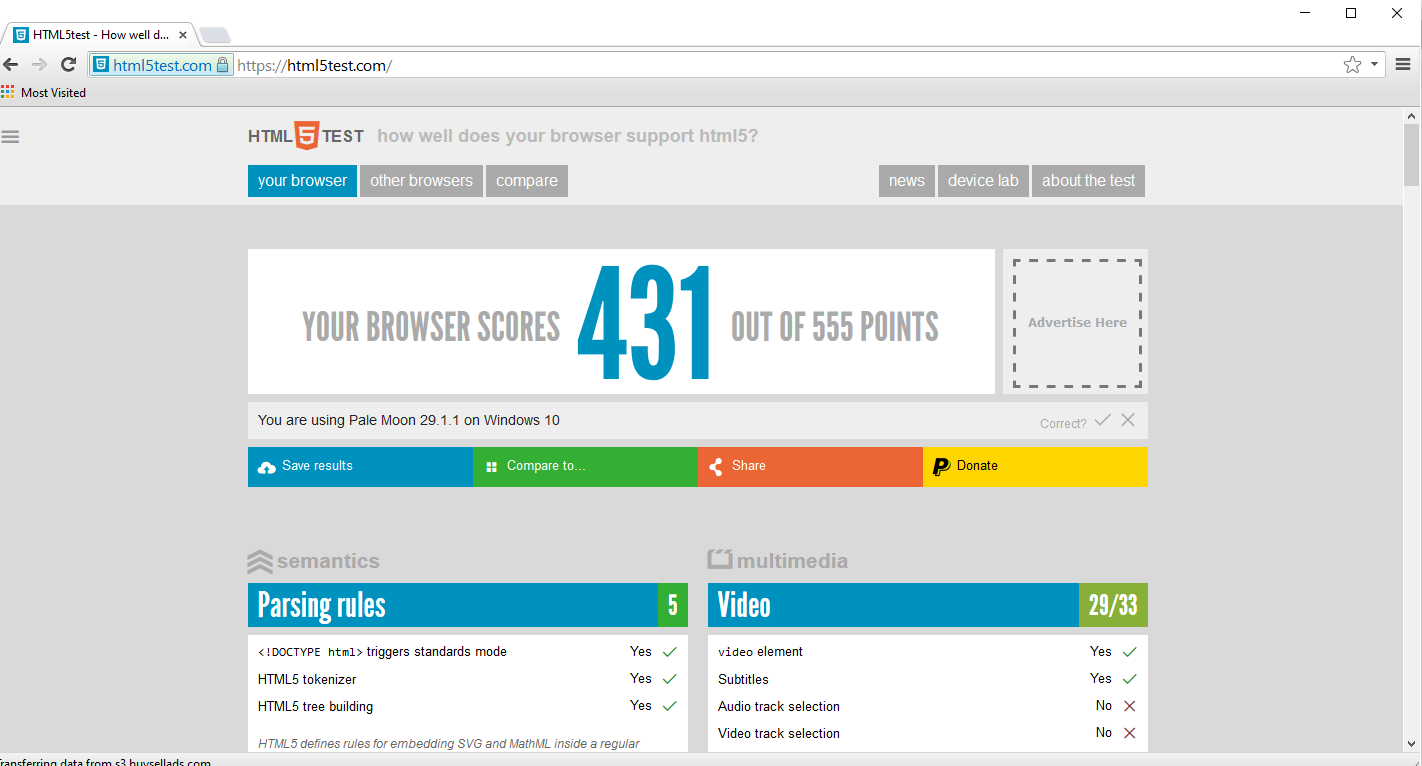 HTML5test - How well d...
html5test.com https://html5test.com/
Most Visited
HTML 5 TEST how well does your browser support html5?
your browser other browsers compare news device lab about the test
YOUR BROWSER SCORES 431 OUT OF 555 POINTS
Advertise Here
You are using Pale Moon 29.1.1 on Windows 10 Correct?
Save results Compare to... Share Donate
semantics
Parsing rules 5
<!DOCTYPE html> triggers standards mode Yes
HTML5 tokenizer Yes
HTML5 tree building Yes
HTML5 defines rules for embedding SVG and MathML inside a regular
multimedia
Video 29/33
video element Yes
Subtitles Yes
Audio track selection No
Video track selection No
ransferring data from s3.buysellads.com